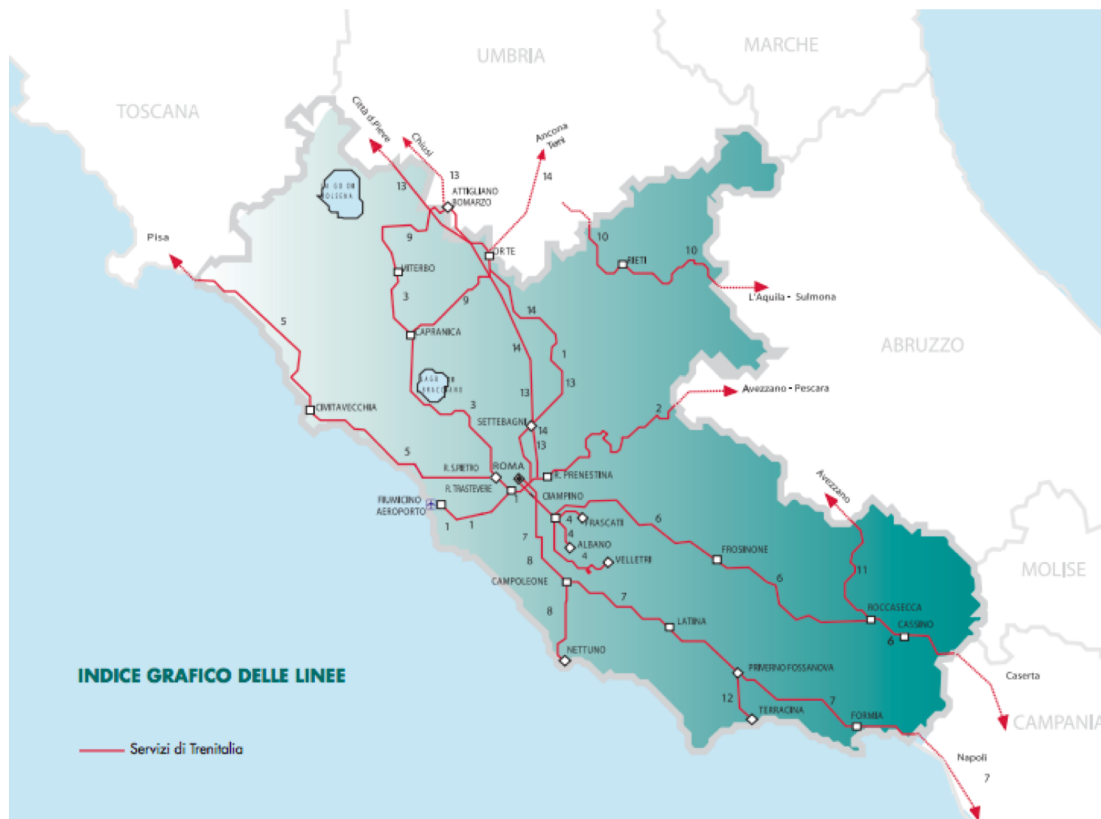 MARCHE
UMBRIA
TOSCANA
Città d.Pieve
Chiusi
Ancona
Terni
13
14
13
ATTIGLIANO
BOMARZO
9
10
10
Pisa
ORTE
RIETI
VITERBO
3
9
L'Aquila - Sulmona
14
5
CAPRANICA
14
1
ABRUZZO
13
13
Avezzano - Pescara
CIVITAVECCHIA
3
2
SETTEBAGNI
14
13
5
R. S.PIETRO
ROMA
R. PRENESTINA
R. TRASTEVERE
1
CIAMPINO
Avezzano
FIUMICINO
AEROPORTO
1
1
4
FRASCATI
6
7
4
ALBANO
4
VELLETRI
FROSINONE
8
11
MOLISE
CAMPOLEONE
6
7
8
ROCCASECCA
LATINA
CASSINO
6
NETTUNO
PRIVERNO FOSSANOVA
Caserta
INDICE GRAFICO DELLE LINEE
12
7
TERRACINA
FORMIA
CAMPANIA
Servizi di Trenitalia
Napoli
7